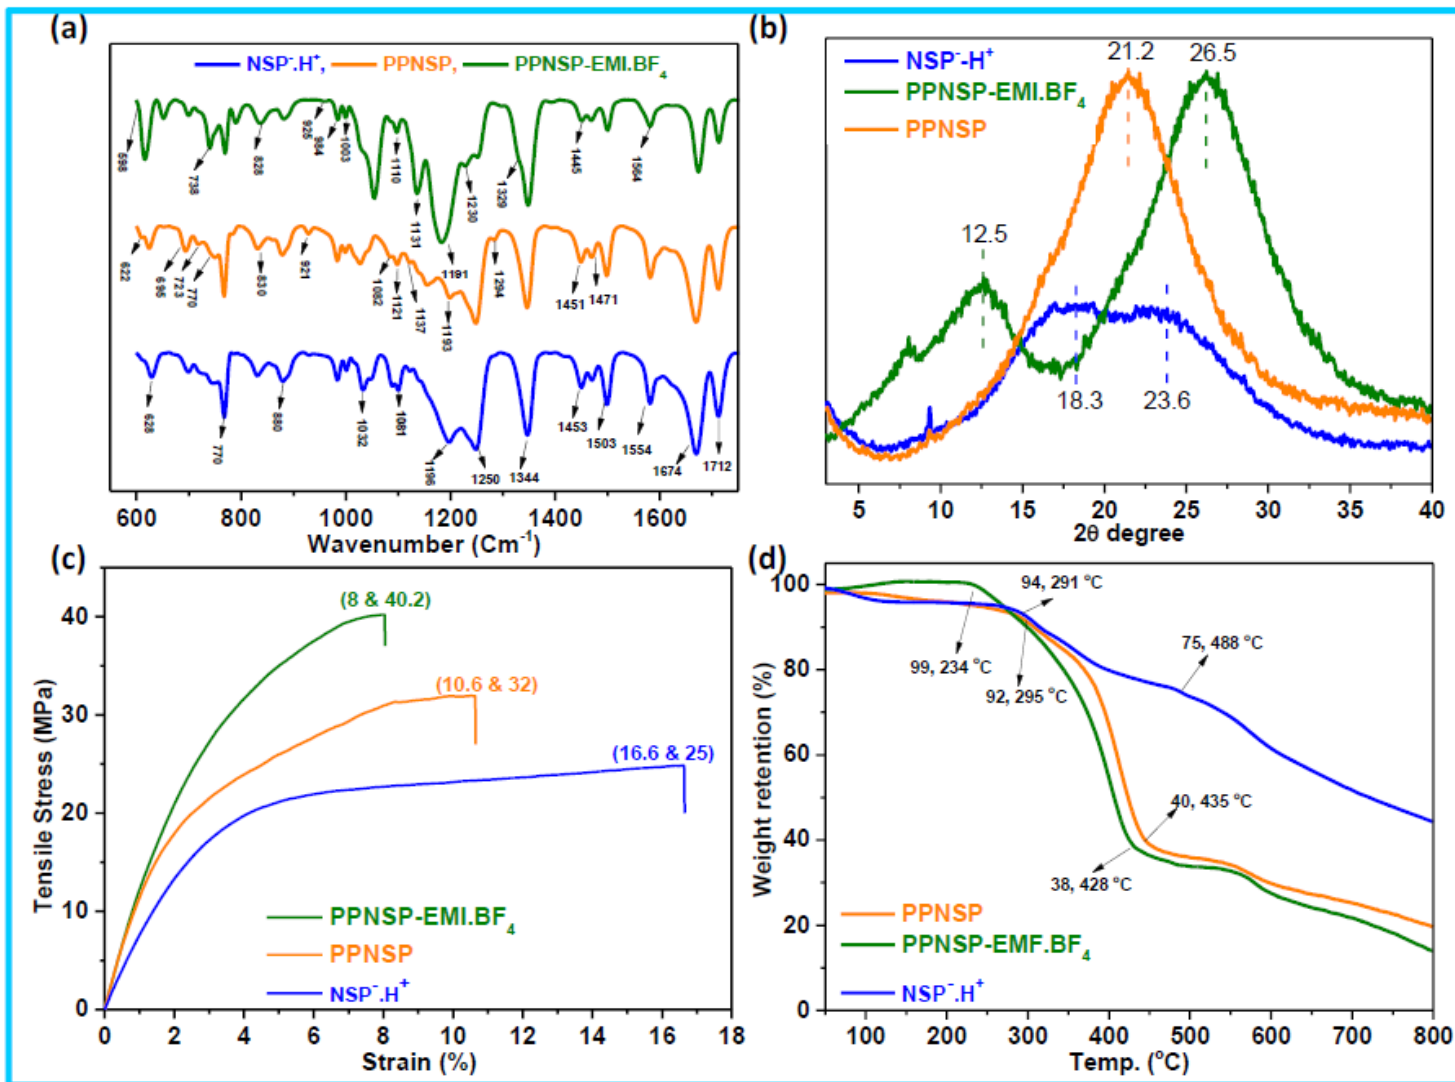 (a)
NSP⁻.H⁺, PPNSP, PPNSP-EMI.BF₄
598
738
828
925
984
1003
1110
1131
1191
1230
1329
1445
1564
622
695
723
770
830
921
1082
1121
1137
1193
1294
1451
1471
628
770
880
1032
1081
1196
1250
1344
1453
1503
1554
1674
1712
600 800 1000 1200 1400 1600
Wavenumber (Cm⁻¹)
(b)
NSP⁻-H⁺
PPNSP-EMI.BF₄
PPNSP
21.2
26.5
12.5
18.3
23.6
5 10 15 20 25 30 35 40
2θ degree
(c)
Tensile Stress (MPa)
40
30
20
10
0
(8 & 40.2)
(10.6 & 32)
(16.6 & 25)
PPNSP-EMI.BF₄
PPNSP
NSP⁻.H⁺
0 2 4 6 8 10 12 14 16 18
Strain (%)
(d)
Weight retention (%)
100
80
60
40
20
0
94, 291 °C
99, 234 °C
92, 295 °C
75, 488 °C
40, 435 °C
38, 428 °C
PPNSP
PPNSP-EMF.BF₄
NSP⁻.H⁺
100 200 300 400 500 600 700 800
Temp. (°C)